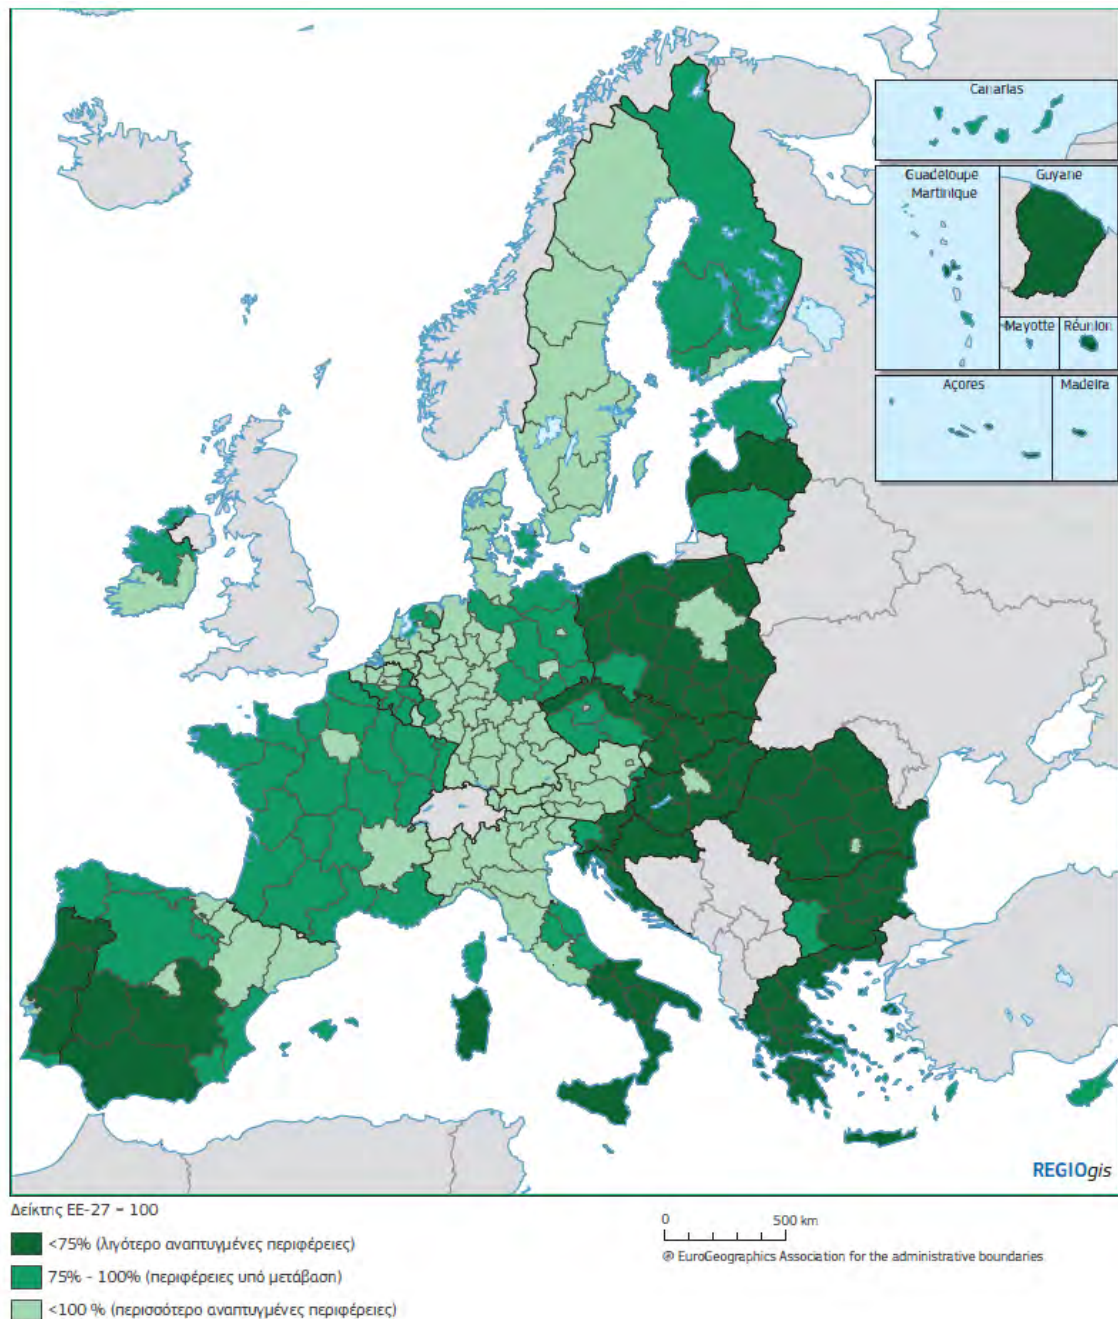 Canarias
Guadeloupe
Martinique
Guyane
Mayotte
Réunion
Açores
Madeira
REGIOgis
Δείκτης ΕΕ-27 = 100
<75% (λιγότερο αναπτυγμένες περιφέρειες)
75% - 100% (περιφέρειες υπό μετάβαση)
<100 % (περισσότερο αναπτυγμένες περιφέρειες)
0 500 km
© EuroGeographics Association for the administrative boundaries